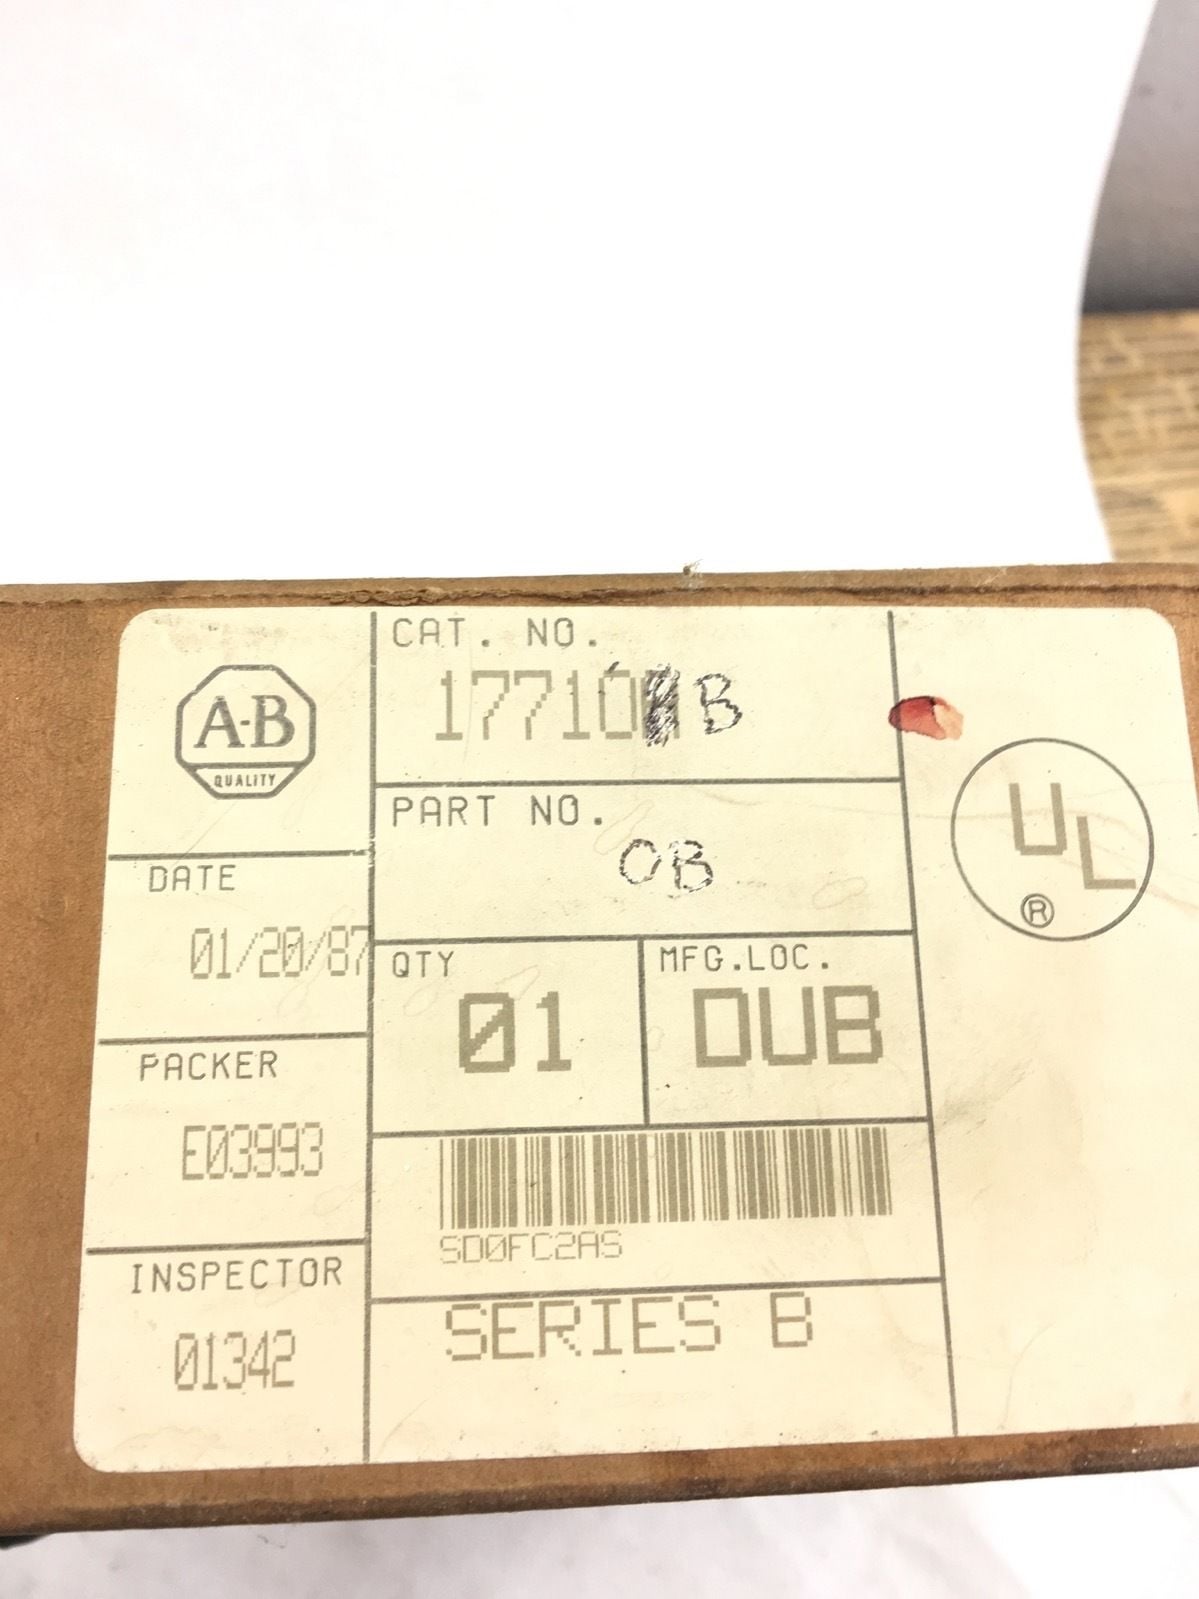 A-B
QUALITY
CAT. NO.
17710 B
PART NO.
OB
DATE
01/20/87
QTY
01
MFG.LOC.
DUB
PACKER
E03993
SD0FC2AS
INSPECTOR
01342
SERIES B
UL
®